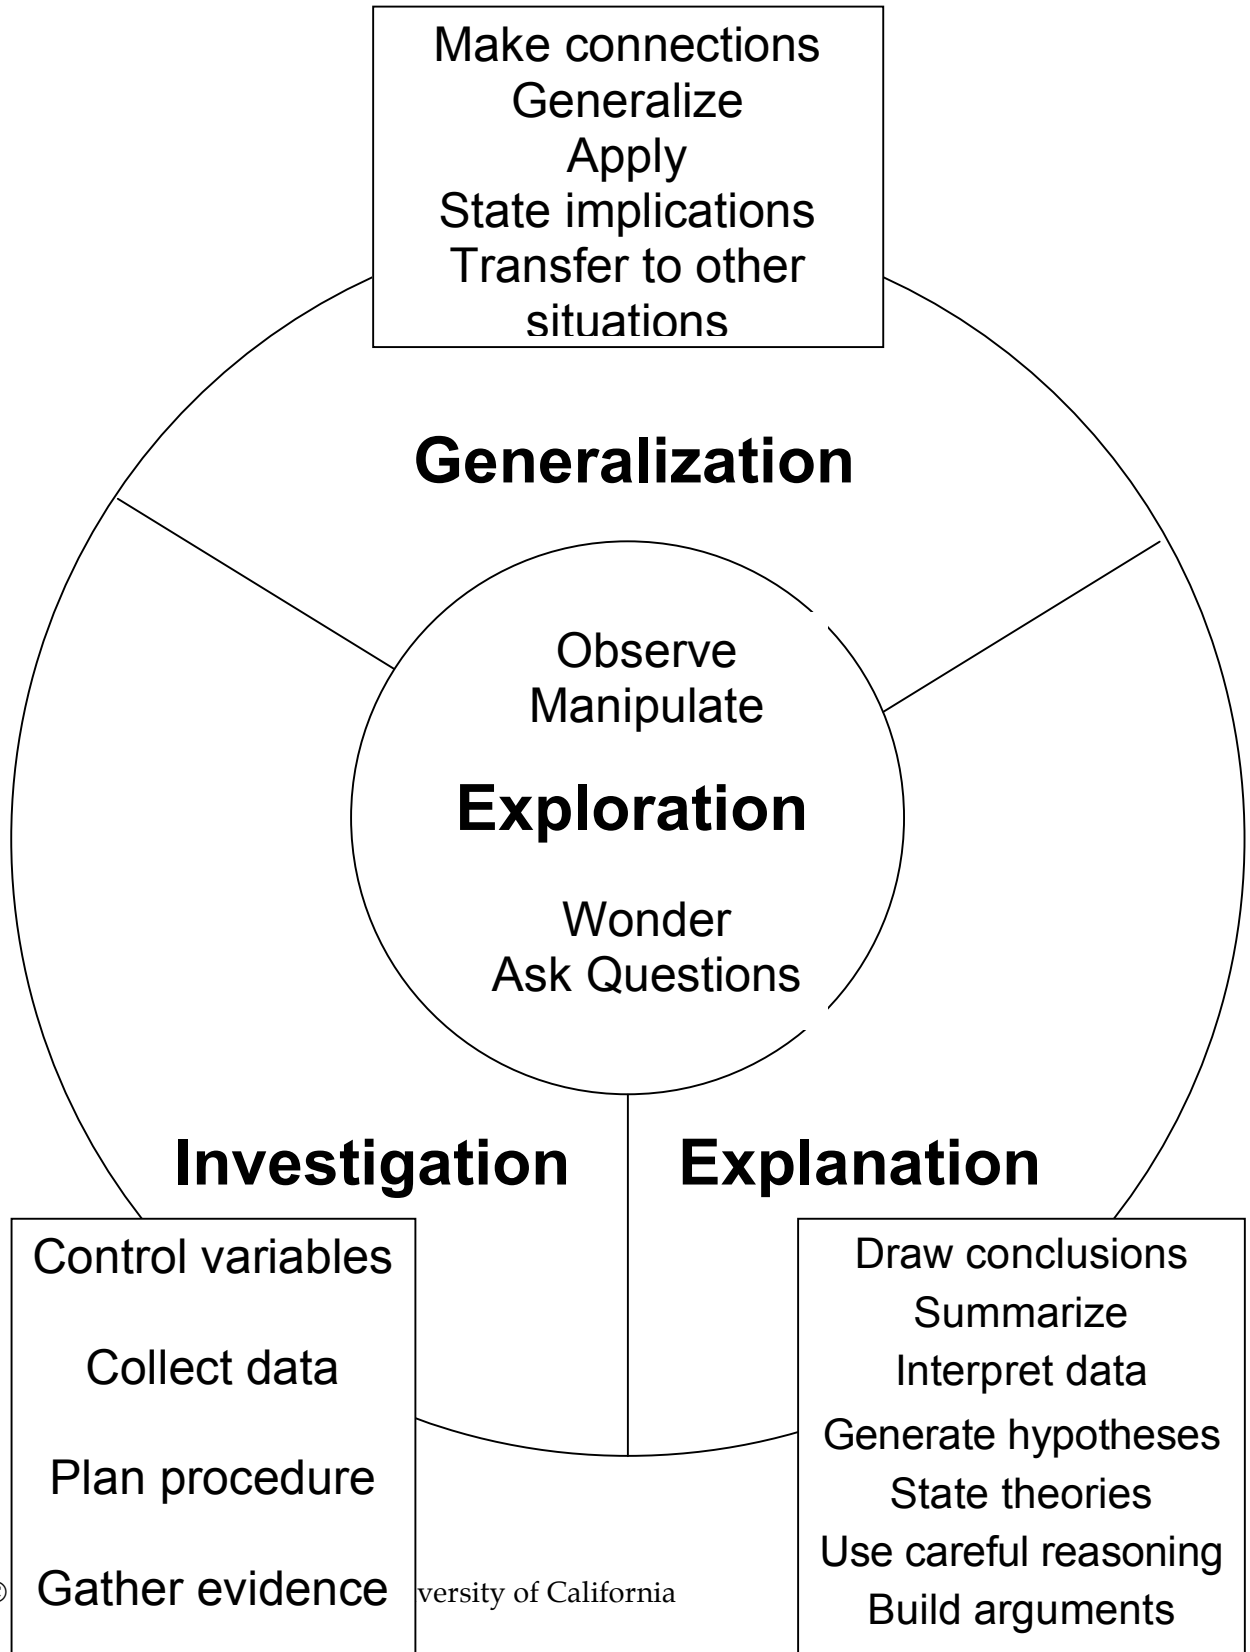 Make connections
Generalize
Apply
State implications
Transfer to other
situations
Generalization
Observe
Manipulate
Exploration
Wonder
Ask Questions
Investigation
Explanation
Control variables
Collect data
Plan procedure
Gather evidence
Draw conclusions
Summarize
Interpret data
Generate hypotheses
State theories
Use careful reasoning
Build arguments
© versity of California